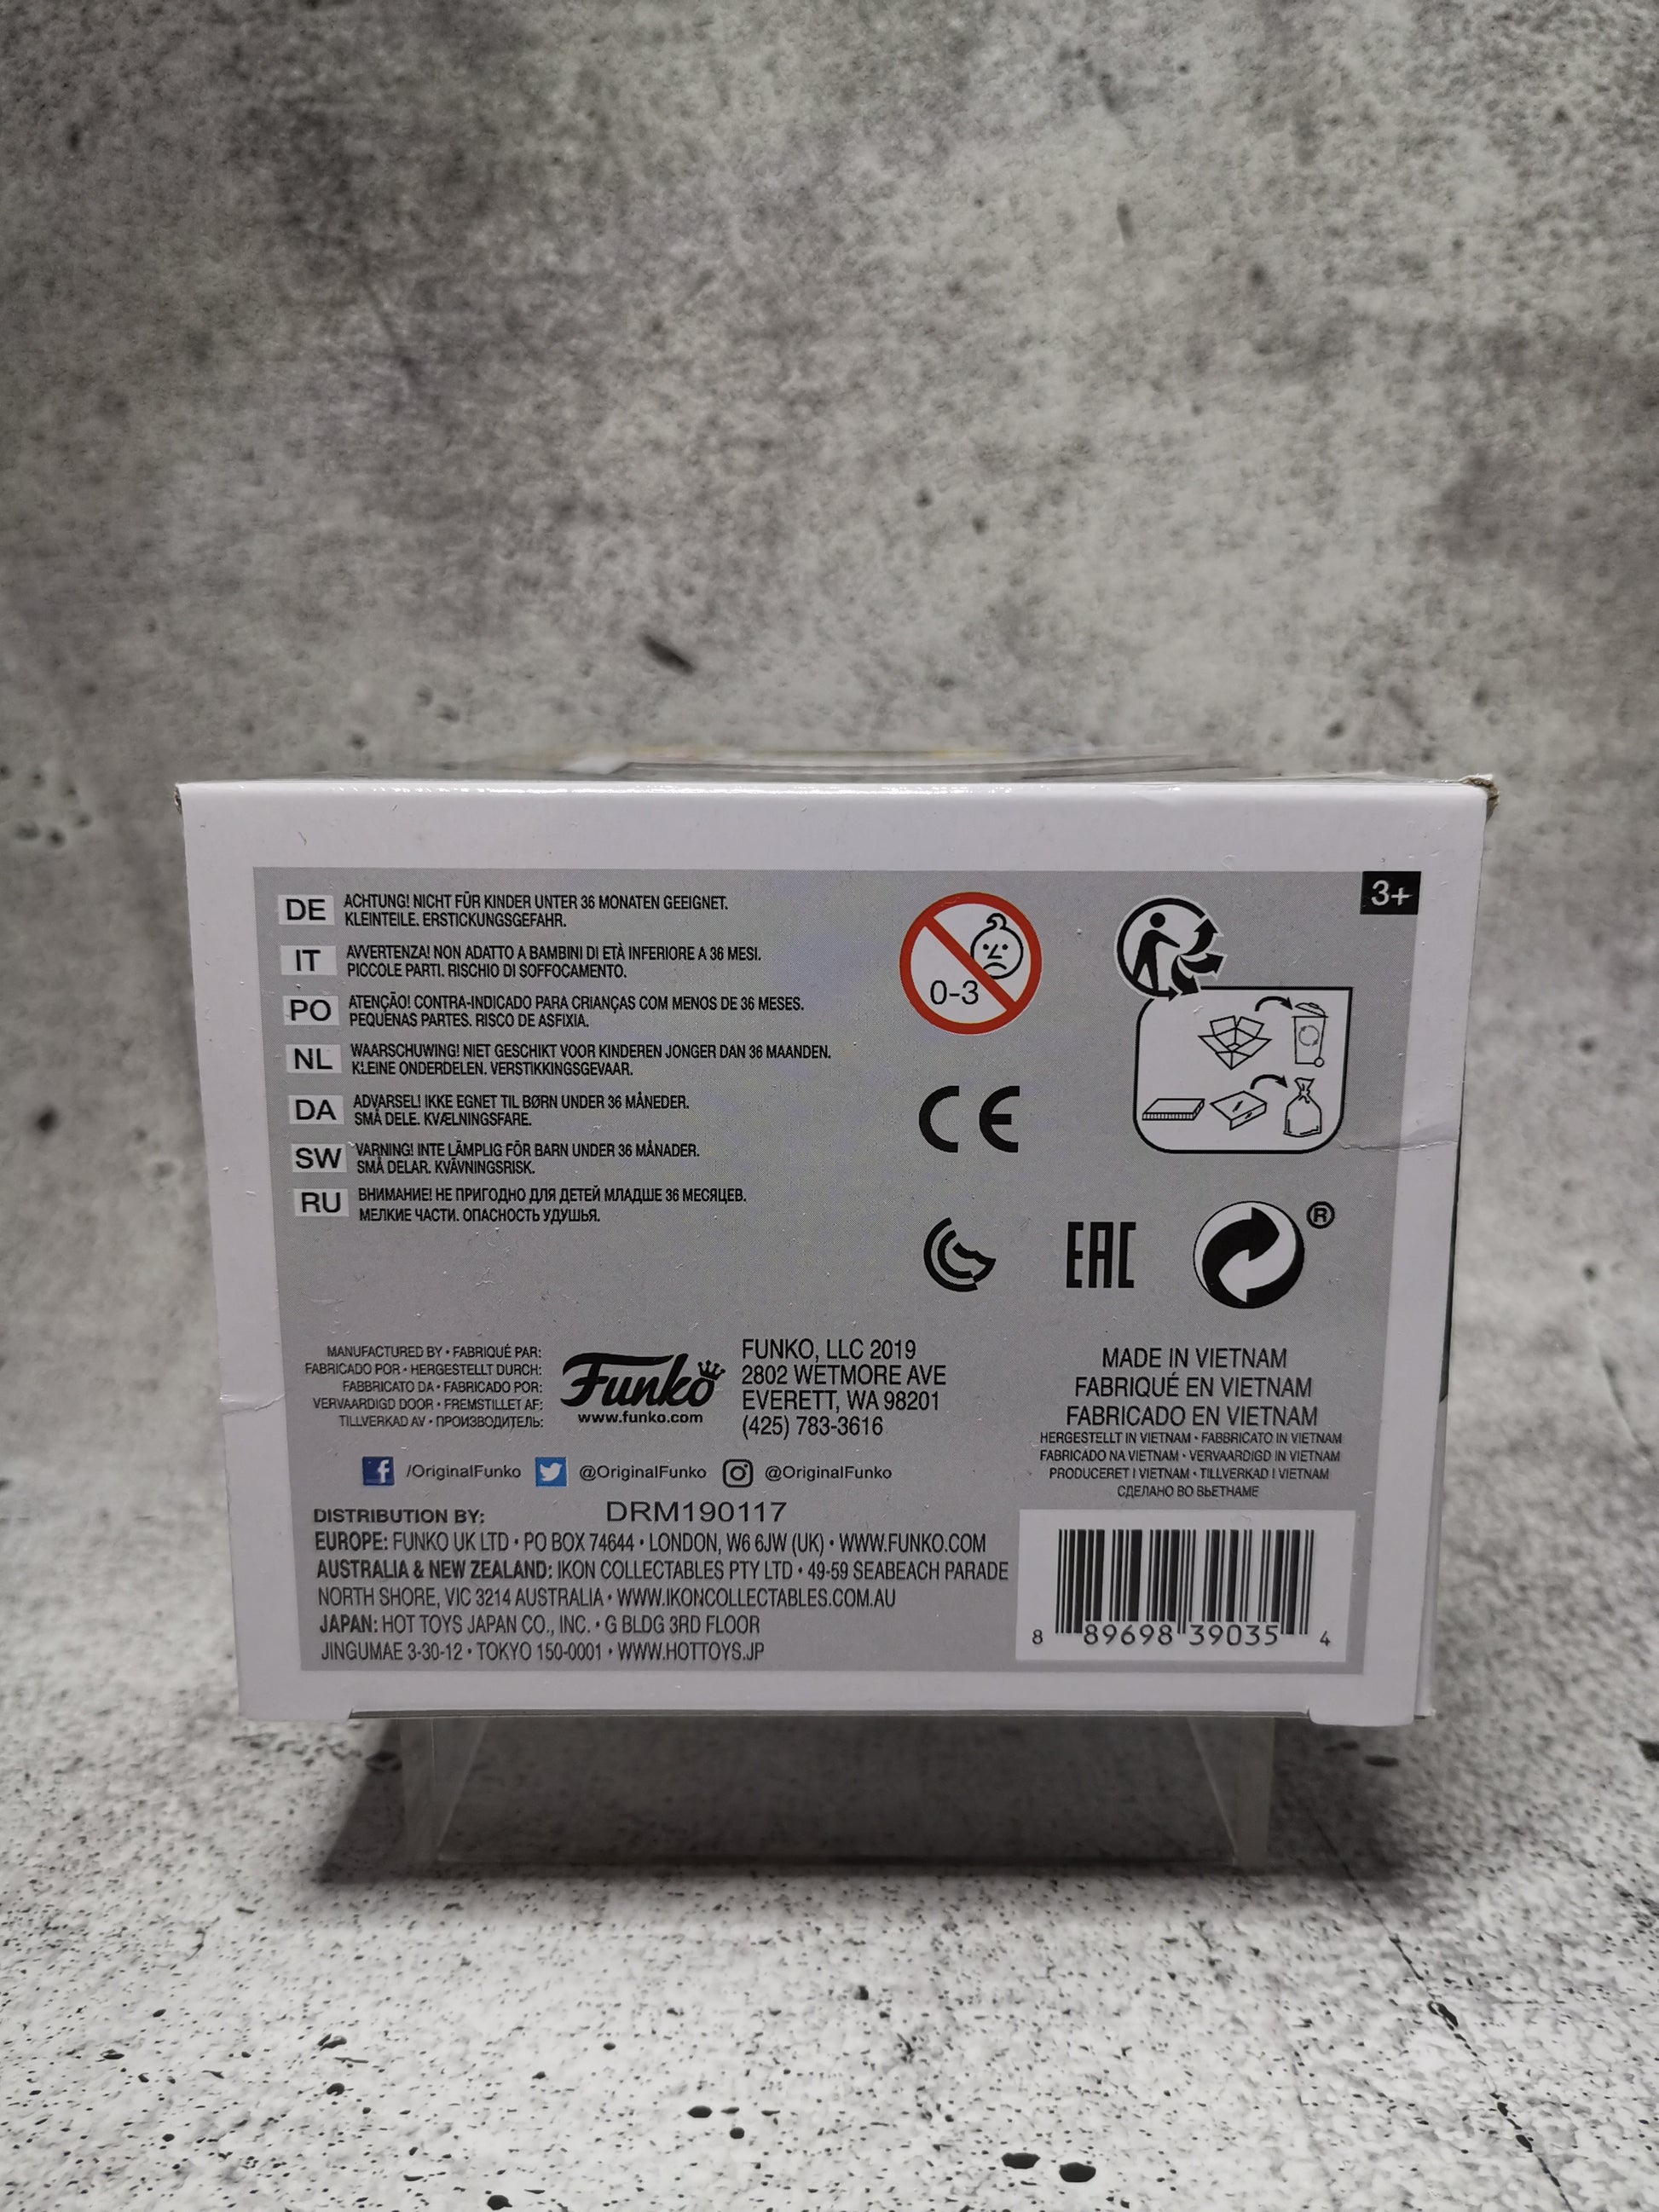 3+
DE ACHTUNG! NICHT FÜR KINDER UNTER 36 MONATEN GEEIGNET.
KLEINTEILE. ERSTICKUNGSGEFAHR.
IT AVVERTENZA! NON ADATTO A BAMBINI DI ETÀ INFERIORE A 36 MESI.
PICCOLE PARTI. RISCHIO DI SOFFOCAMENTO.
PO ATENÇÃO! CONTRA-INDICADO PARA CRIANÇAS COM MENOS DE 36 MESES.
PEQUENAS PARTES. RISCO DE ASFIXIA.
NL WAARSCHUWING! NIET GESCHIKT VOOR KINDEREN JONGER DAN 36 MAANDEN.
KLEINE ONDERDELEN. VERSTIKKINGSGEVAAR.
DA ADVARSEL! IKKE EGNET TIL BØRN UNDER 36 MÅNEDER.
SMÅ DELE. KVÆLNINGSFARE.
SW VARNING! INTE LÄMPLIG FÖR BARN UNDER 36 MÅNADER.
SMÅ DELAR. KVÄVNINGSRISK.
RU ВНИМАНИЕ! НЕ ПРИГОДНО ДЛЯ ДЕТЕЙ МЛАДШЕ 36 МЕСЯЦЕВ.
МЕЛКИЕ ЧАСТИ. ОПАСНОСТЬ УДУШЬЯ.
0-3
CE
EAC
®
MANUFACTURED BY • FABRIQUÉ PAR:
FABRICADO POR • HERGESTELLT DURCH:
FABBRICATO DA • FABRICADO POR:
VERVAARDIGD DOOR • FREMSTILLET AF:
TILLVERKAD AV • ПРОИЗВОДИТЕЛЬ:
Funko
www.funko.com
FUNKO, LLC 2019
2802 WETMORE AVE
EVERETT, WA 98201
(425) 783-3616
MADE IN VIETNAM
FABRIQUÉ EN VIETNAM
FABRICADO EN VIETNAM
HERGESTELLT IN VIETNAM • FABBRICATO IN VIETNAM
FABRICADO NA VIETNAM • VERVAARDIGD IN VIETNAM
PRODUCERET I VIETNAM • TILLVERKAD I VIETNAM
СДЕЛАНО ВО ВЬЕТНАМЕ
/OriginalFunko @OriginalFunko @OriginalFunko
DISTRIBUTION BY: DRM190117
EUROPE: FUNKO UK LTD • PO BOX 74644 • LONDON, W6 6JW (UK) • WWW.FUNKO.COM
AUSTRALIA & NEW ZEALAND: IKON COLLECTABLES PTY LTD • 49-59 SEABEACH PARADE
NORTH SHORE, VIC 3214 AUSTRALIA • WWW.IKONCOLLECTABLES.COM.AU
JAPAN: HOT TOYS JAPAN CO., INC. • G BLDG 3RD FLOOR
JINGUMAE 3-30-12 • TOKYO 150-0001 • WWW.HOTTOYS.JP
8 89698 39035 4